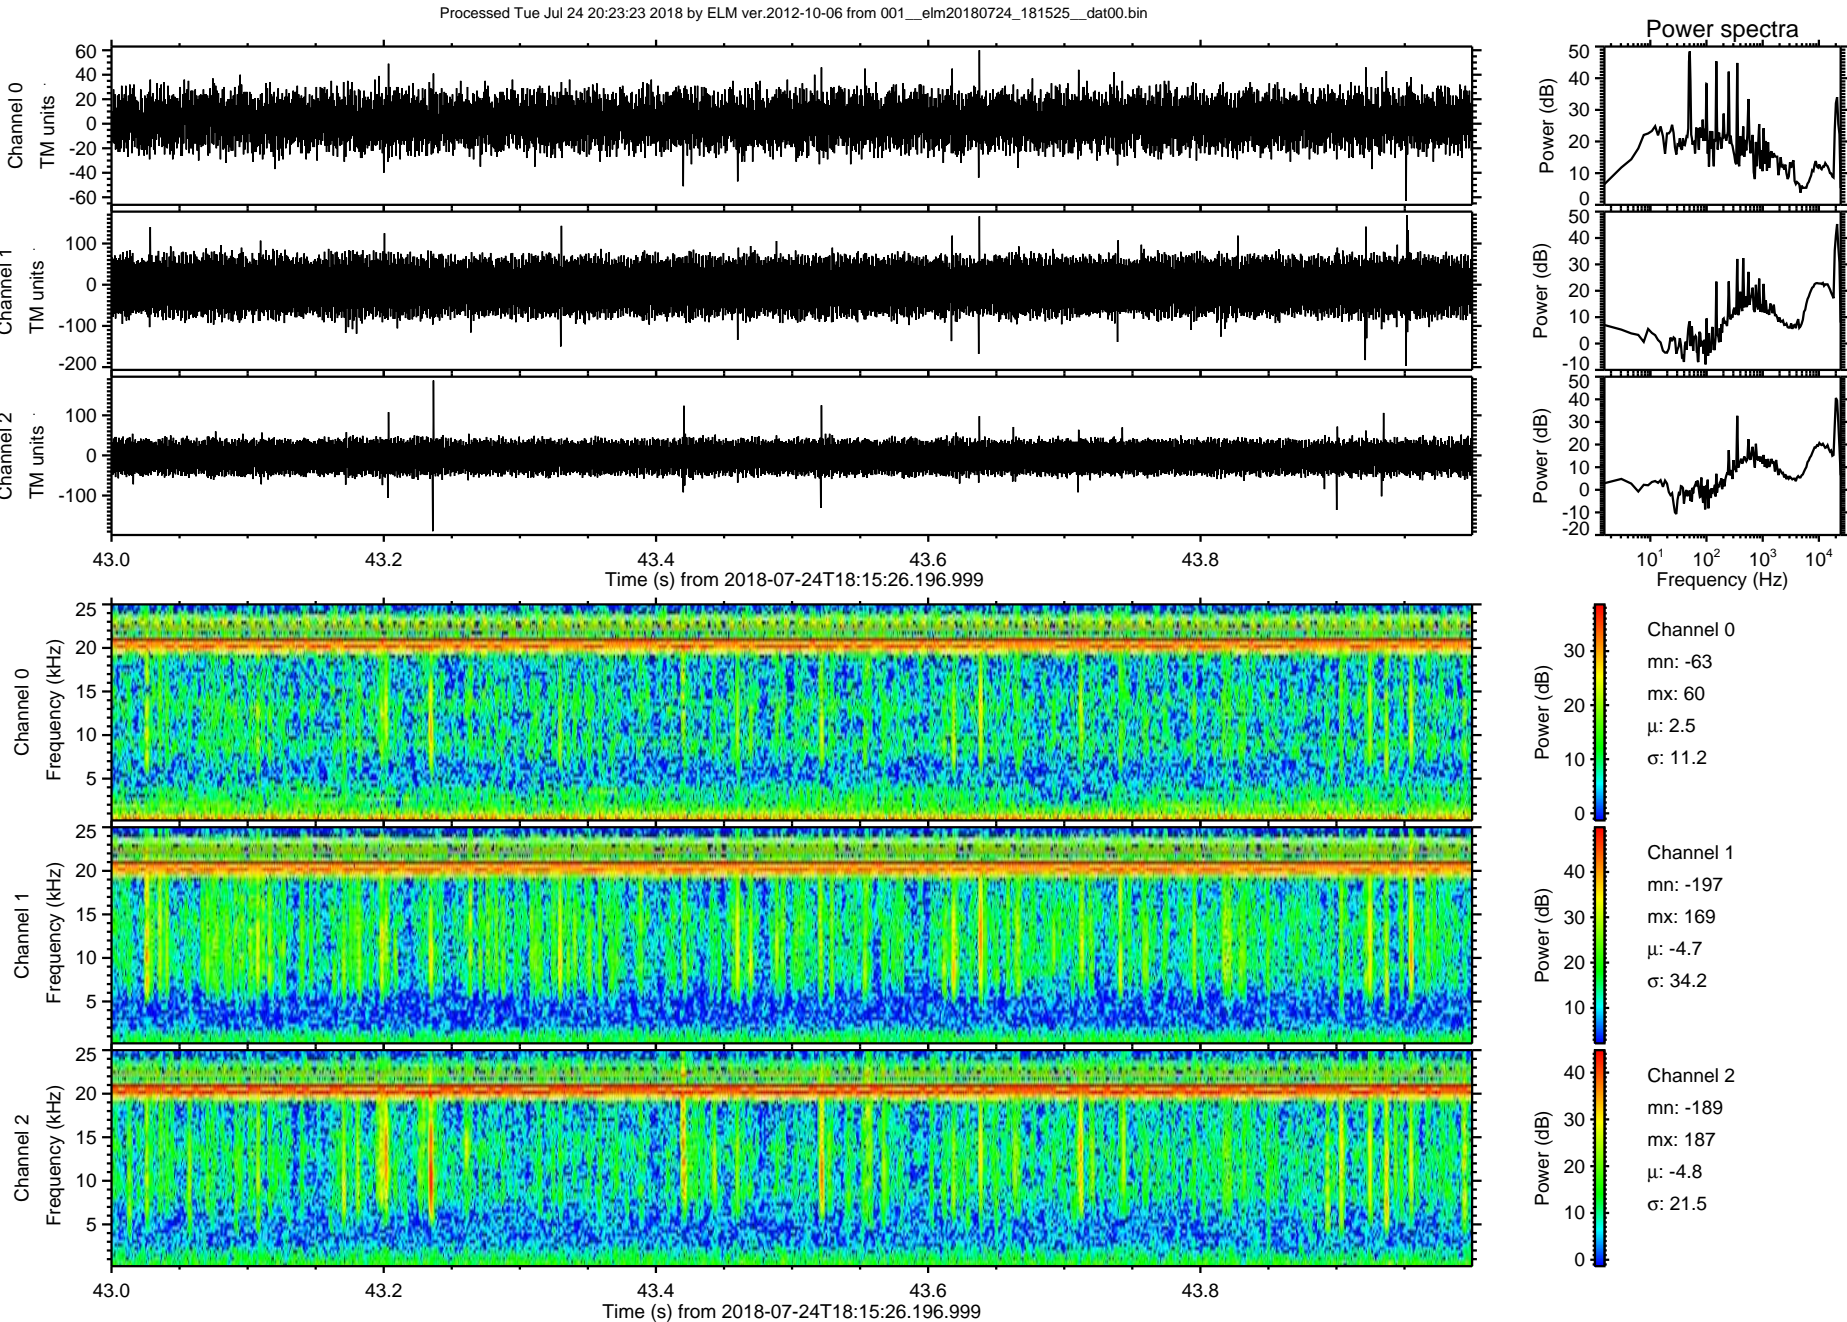 Processed Tue Jul 24 20:23:23 2018 by ELM ver.2012-10-06 from 001__elm20180724_181525__dat00.bin
Power spectra
Channel 0
TM units
60
40
20
0
-20
-40
-60
Power (dB)
50
40
30
20
10
0
Channel 1
TM units
100
0
-100
-200
Power (dB)
50
40
30
20
10
0
-10
Channel 2
TM units
100
0
-100
Power (dB)
50
40
30
20
10
0
-10
-20
43.0 43.2 43.4 43.6 43.8
Time (s) from 2018-07-24T18:15:26.196.999
10¹ 10² 10³ 10⁴
Frequency (Hz)
Channel 0
Frequency (kHz)
25
20
15
10
5
Power (dB)
30
20
10
0
Channel 0
mn: -63
mx: 60
μ: 2.5
σ: 11.2
Channel 1
Frequency (kHz)
25
20
15
10
5
Power (dB)
40
30
20
10
Channel 1
mn: -197
mx: 169
μ: -4.7
σ: 34.2
Channel 2
Frequency (kHz)
25
20
15
10
5
Power (dB)
40
30
20
10
0
Channel 2
mn: -189
mx: 187
μ: -4.8
σ: 21.5
43.0 43.2 43.4 43.6 43.8
Time (s) from 2018-07-24T18:15:26.196.999